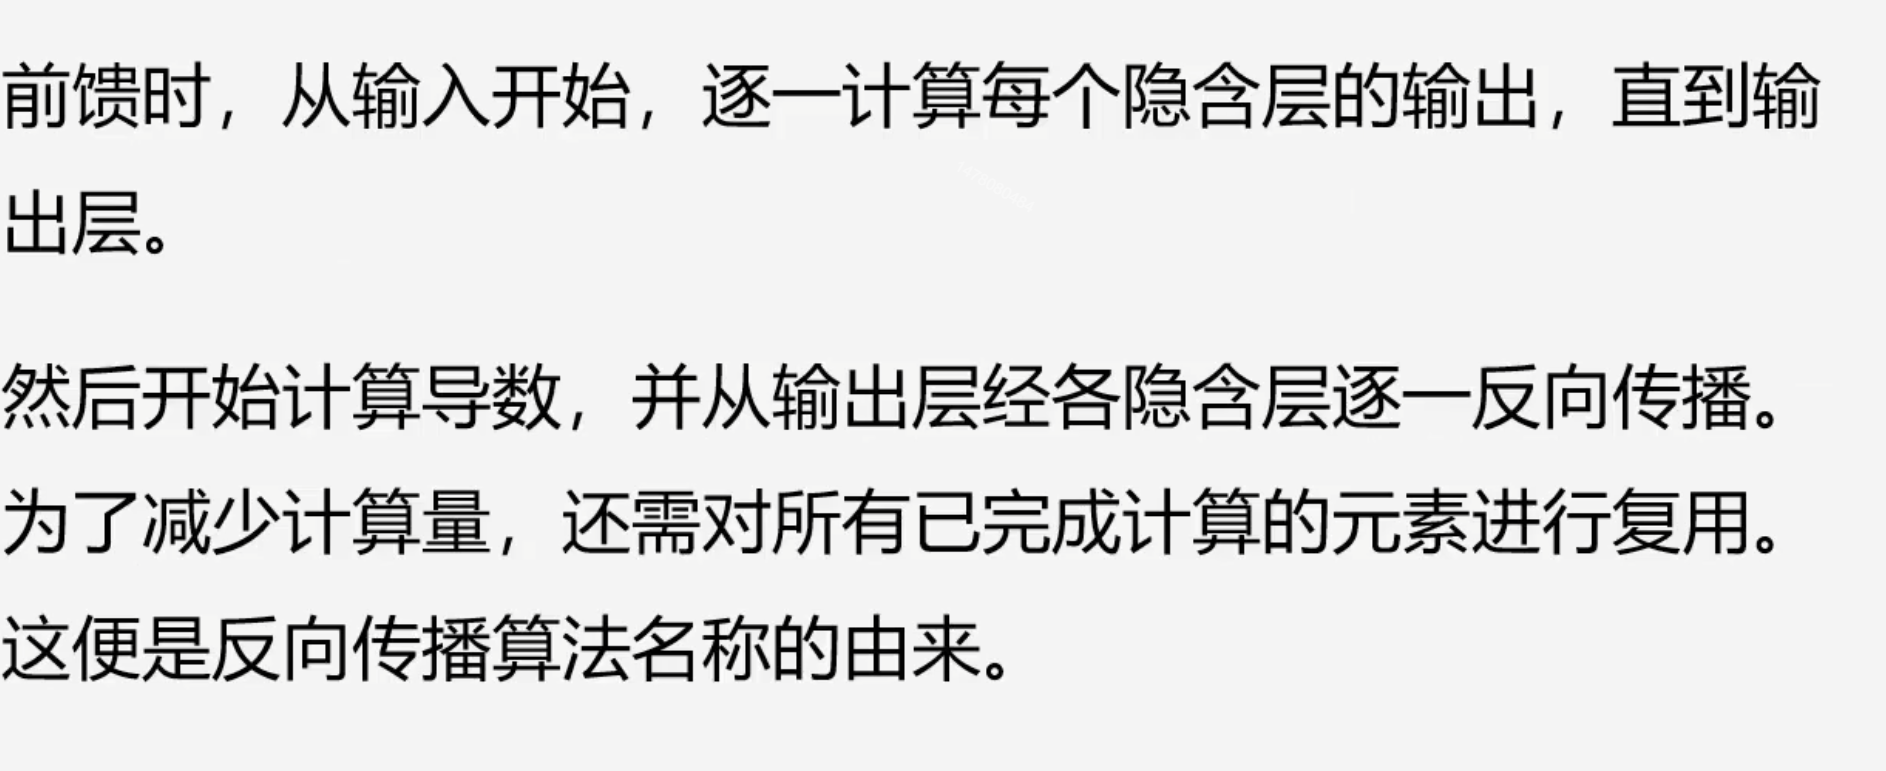 前馈时，从输入开始，逐一计算每个隐含层的输出，直到输
出层。
然后开始计算导数，并从输出层经各隐含层逐一反向传播。
为了减少计算量，还需对所有已完成计算的元素进行复用。
这便是反向传播算法名称的由来。